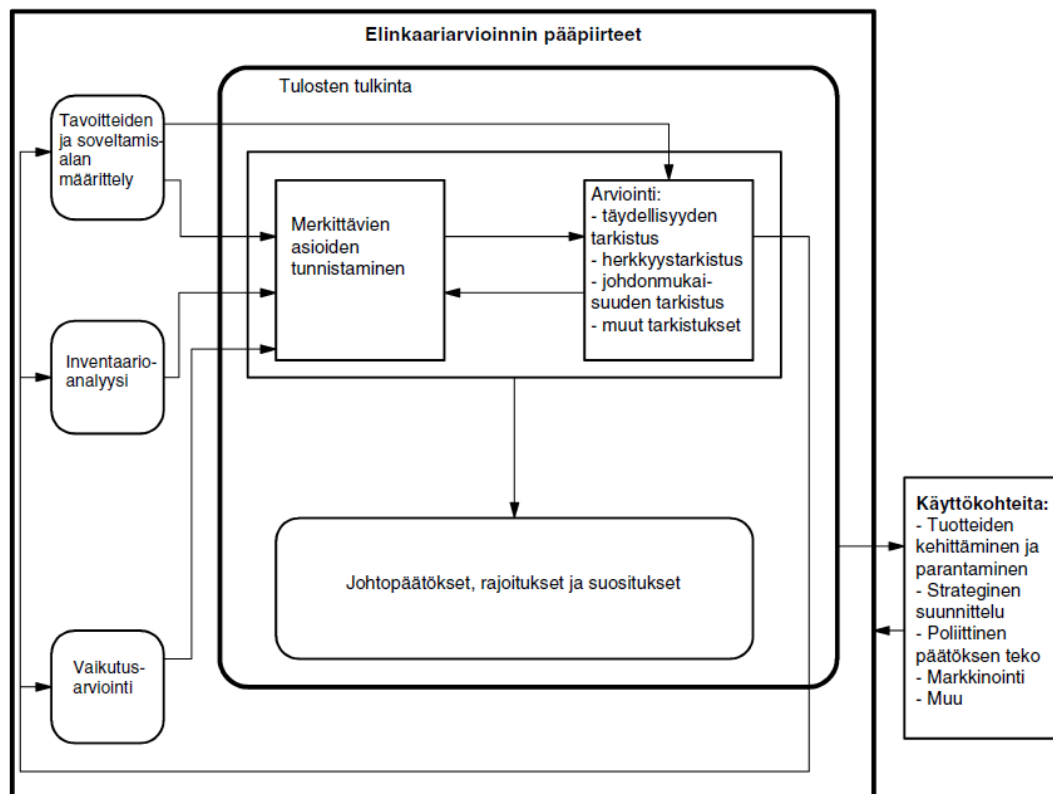 Elinkaariarvioinnin pääpiirteet
Tulosten tulkinta
Tavoitteiden
ja soveltamis-
alan
määrittely
Merkittävien
asioiden
tunnistaminen
Arviointi:
- täydellisyyden
tarkistus
- herkkyystarkistus
- johdonmukai-
suuden tarkistus
- muut tarkistukset
Inventaario-
analyysi
Vaikutus-
arviointi
Johtopäätökset, rajoitukset ja suositukset
Käyttökohteita:
- Tuotteiden
kehittäminen ja
parantaminen
- Strateginen
suunnittelu
- Poliittinen
päätöksen teko
- Markkinointi
- Muu